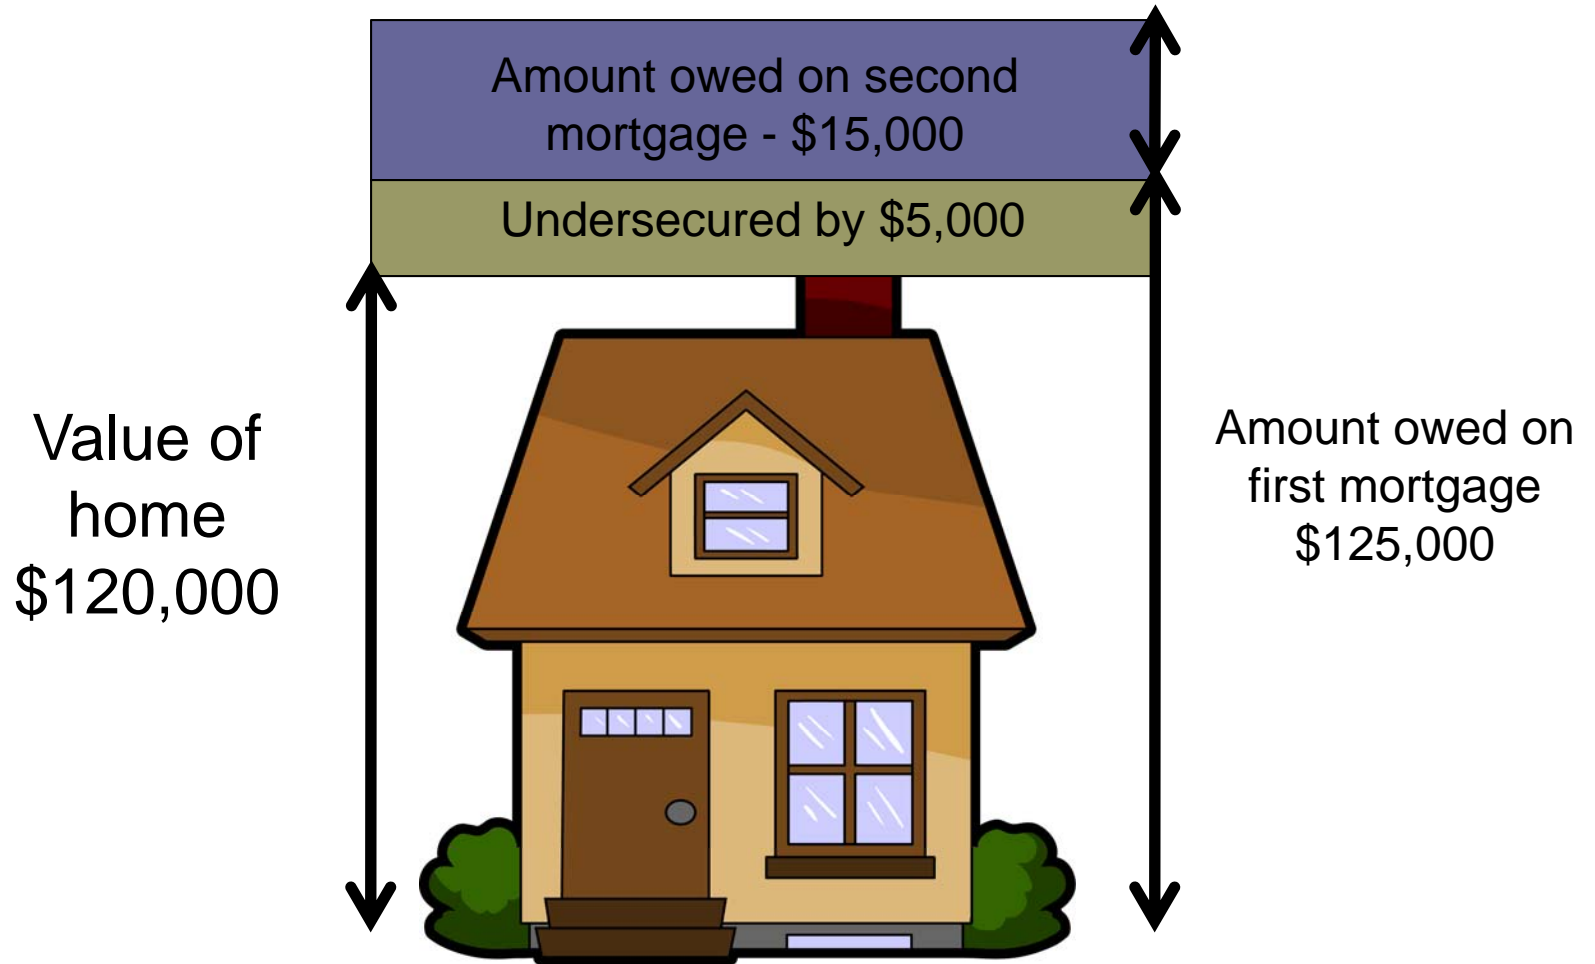 Amount owed on second
mortgage - $15,000
Undersecured by $5,000
Value of
home
$120,000
Amount owed on
first mortgage
$125,000